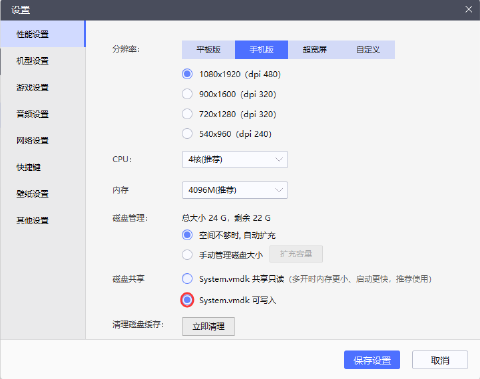 设置
性能设置
机型设置
游戏设置
音频设置
网络设置
快捷键
壁纸设置
其他设置
分辨率:
平板版 手机版 超宽屏 自定义
1080x1920（dpi 480）
900x1600（dpi 320）
720x1280（dpi 320）
540x960（dpi 240）
CPU: 4核(推荐)
内存 4096M(推荐)
磁盘管理: 总大小 24 G，剩余 22 G
空间不够时, 自动扩充
手动管理磁盘大小 扩充容量
磁盘共享 System.vmdk 共享只读（多开时内存更小、启动更快，推荐使用）
System.vmdk 可写入
清理磁盘缓存: 立即清理
保存设置 取消